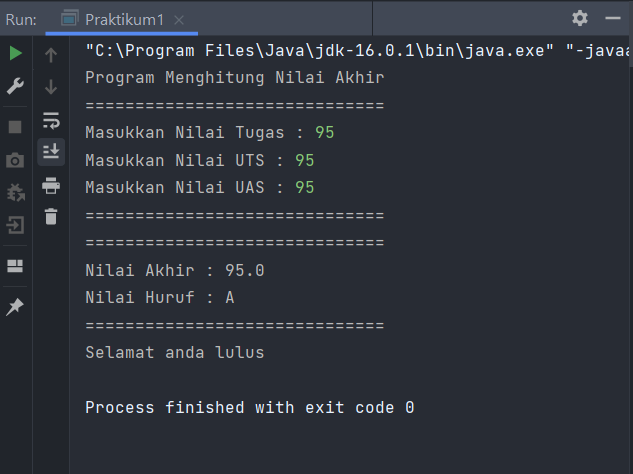 Run: Praktikum1
"C:\Program Files\Java\jdk-16.0.1\bin\java.exe" "-javaa
Program Menghitung Nilai Akhir
==============================
Masukkan Nilai Tugas : 95
Masukkan Nilai UTS : 95
Masukkan Nilai UAS : 95
==============================
==============================
Nilai Akhir : 95.0
Nilai Huruf : A
==============================
Selamat anda lulus
Process finished with exit code 0